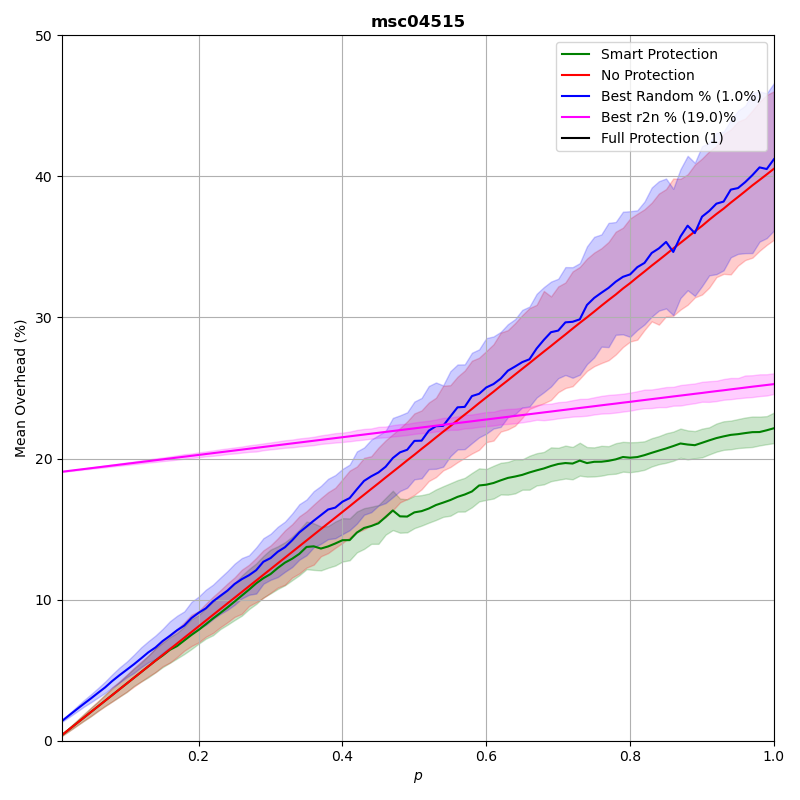 msc04515
50
40
30
20
10
0
Mean Overhead (%)
Smart Protection
No Protection
Best Random % (1.0%)
Best r2n % (19.0)%
Full Protection (1)
0.2 0.4 0.6 0.8 1.0
p